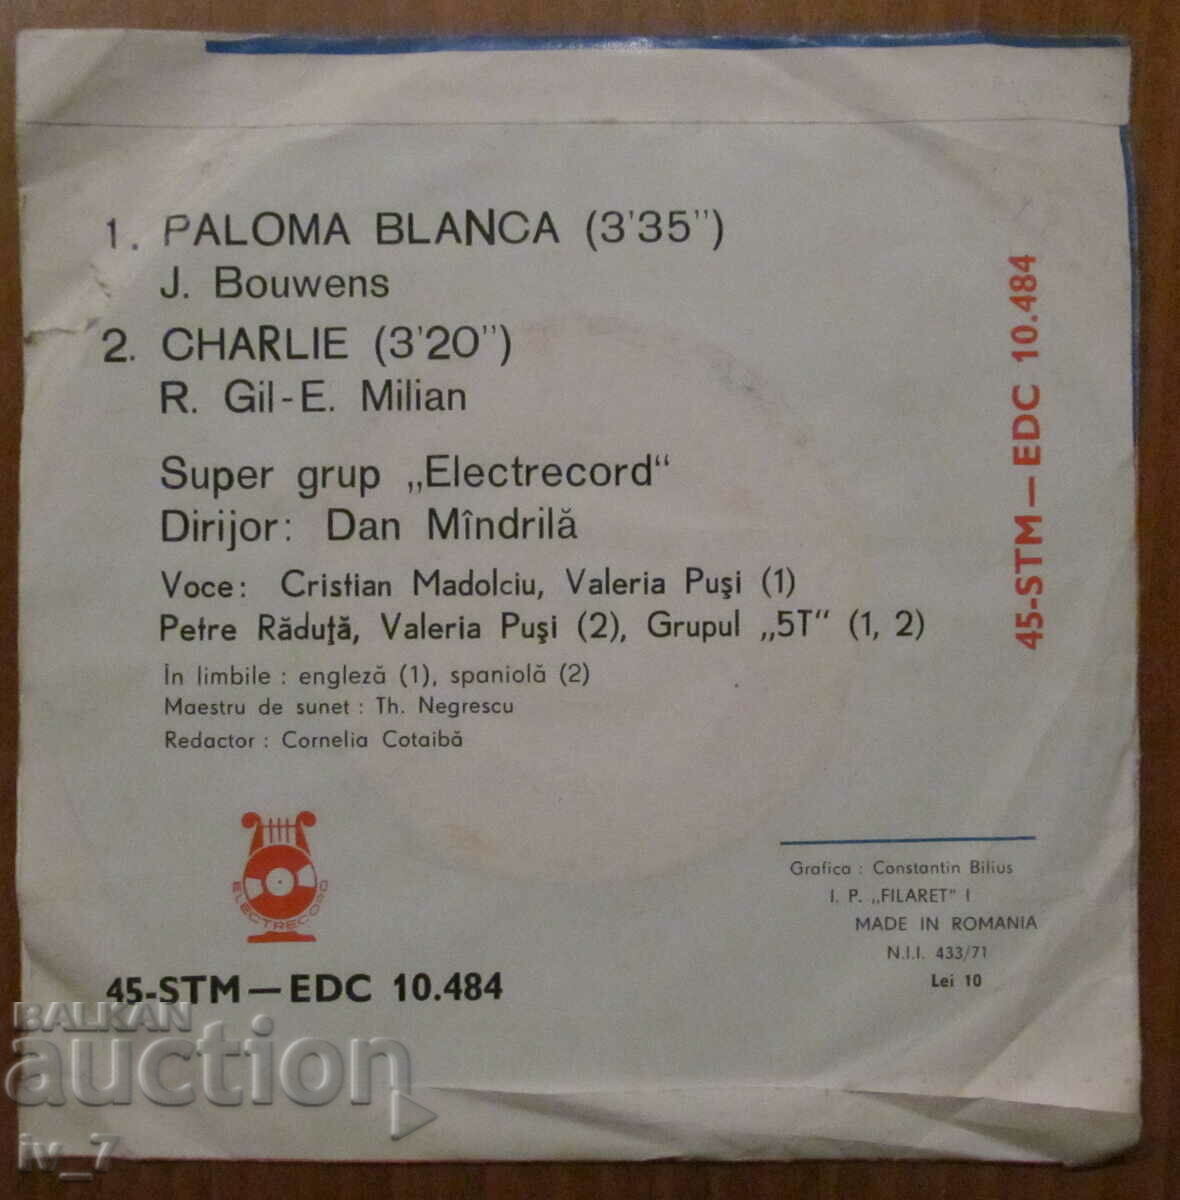 1. PALOMA BLANCA (3'35")
J. Bouwens
2. CHARLIE (3'20")
R. Gil-E. Milian
Super grup „Electrecord"
Dirijor: Dan Mîndrilă
Voce: Cristian Madolciu, Valeria Puşi (1)
Petre Răduţă, Valeria Puşi (2), Grupul „5T" (1, 2)
În limbile : engleză (1), spaniolă (2)
Maestru de sunet : Th. Negrescu
Redactor : Cornelia Cotaibă
45-STM—EDC 10.484
ELECTRECORD
45-STM—EDC 10.484
Grafica : Constantin Bilius
I. P. „FILARET" I
MADE IN ROMANIA
N.I.I. 433/71
Lei 10
BALKAN
auction
iv_7